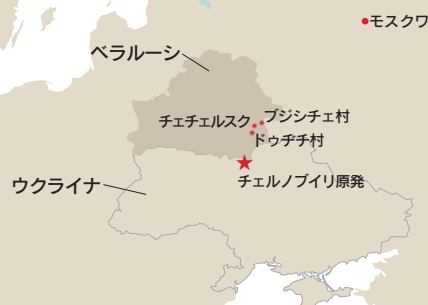 モスクワ
ベラルーシ
ブジシチェ村
チェチェルスク
ドゥヂチ村
チェルノブイリ原発
ウクライナ